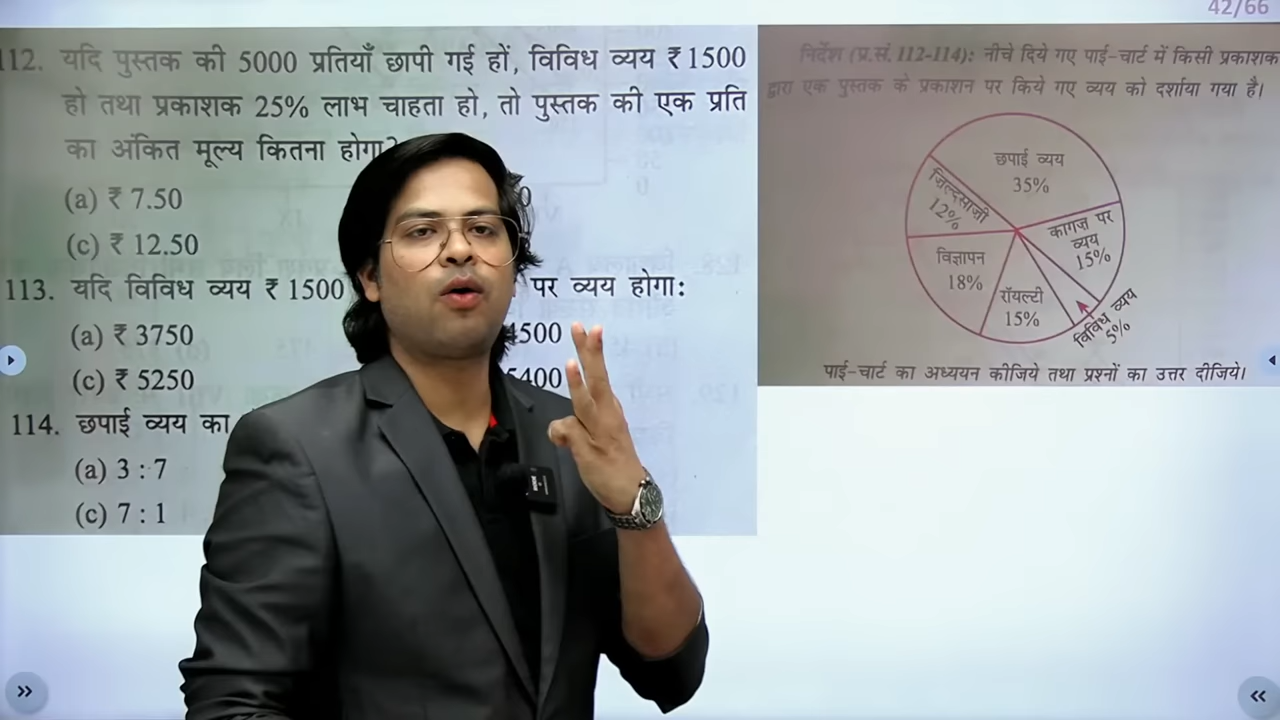 42/66
112. यदि पुस्तक की 5000 प्रतियाँ छापी गई हों, विविध व्यय ₹ 1500
हो तथा प्रकाशक 25% लाभ चाहता हो, तो पुस्तक की एक प्रति
का अंकित मूल्य कितना होगा?
(a) ₹ 7.50
(c) ₹ 12.50
113. यदि विविध व्यय ₹ 1500 पर व्यय होगा:
(a) ₹ 3750 4500
(c) ₹ 5250 5400
114. छपाई व्यय का
(a) 3 : 7
(c) 7 : 1
निर्देश (प्र.सं. 112-114): नीचे दिये गए पाई-चार्ट में किसी प्रकाशक
द्वारा एक पुस्तक के प्रकाशन पर किये गए व्यय को दर्शाया गया है।
छपाई व्यय
35%
जिल्दसाज़ी
12%
कागज पर
व्यय
15%
विज्ञापन
18%
रॉयल्टी
15%
विविध व्यय
5%
पाई-चार्ट का अध्ययन कीजिये तथा प्रश्नों का उत्तर दीजिये।